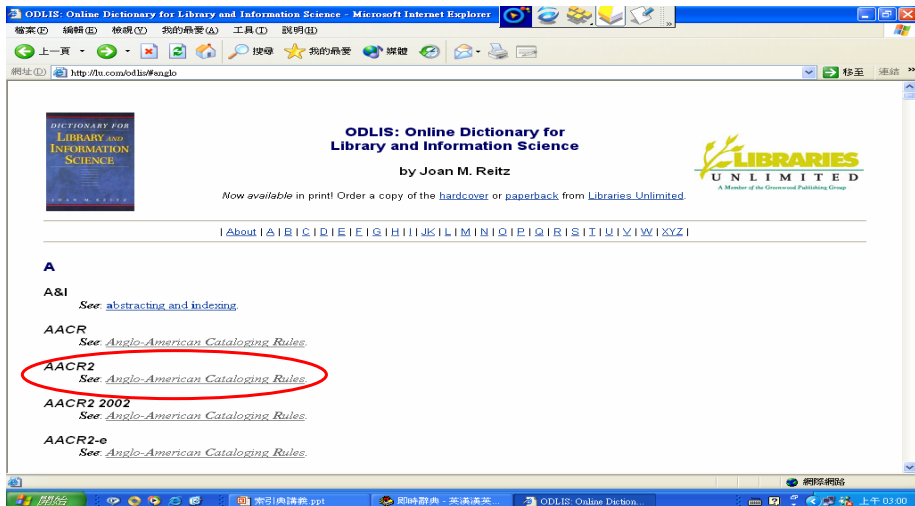 ODLIS: Online Dictionary for Library and Information Science - Microsoft Internet Explorer
檔案(F) 編輯(E) 檢視(V) 我的最愛(A) 工具(T) 說明(H)
上一頁 搜尋 我的最愛 媒體
網址(D) http://lu.com/odlis/#anglo 移至 連結 »
DICTIONARY FOR
LIBRARY AND
INFORMATION
SCIENCE
JOAN M. REITZ
ODLIS: Online Dictionary for
Library and Information Science
by Joan M. Reitz
Now available in print! Order a copy of the hardcover or paperback from Libraries Unlimited.
LIBRARIES
UNLIMITED
A Member of the Greenwood Publishing Group
| About | A | B | C | D | E | F | G | H | I | JK | L | M | N | O | P | Q | R | S | T | U | V | W | XYZ |
A
A&I
See: abstracting and indexing.
AACR
See: Anglo-American Cataloging Rules.
AACR2
See: Anglo-American Cataloging Rules.
AACR2 2002
See: Anglo-American Cataloging Rules.
AACR2-e
See: Anglo-American Cataloging Rules.
網際網路
開始 索引典講義.ppt 即時辭典 - 英漢漢英... ODLIS: Online Diction... 上午 03:00